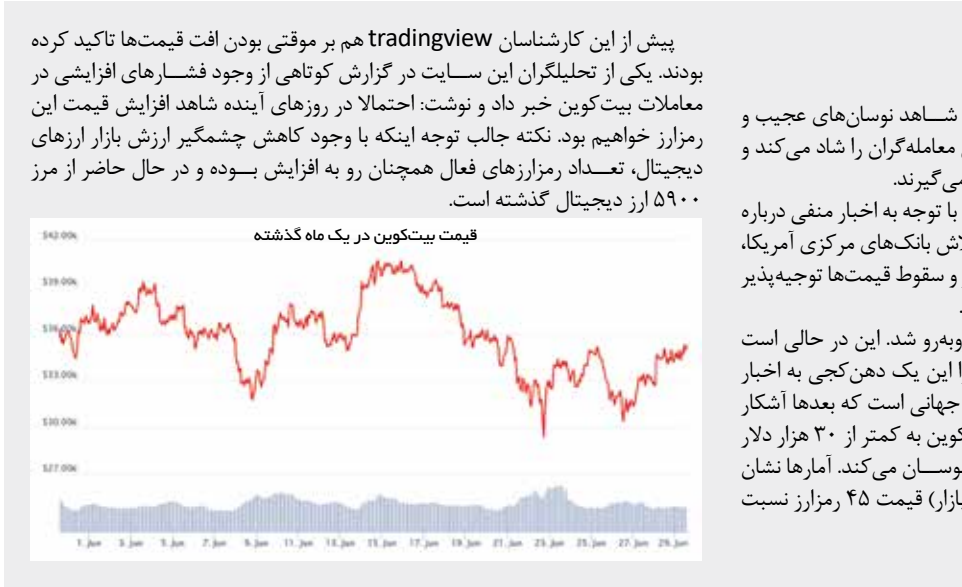 شاهد نوسان‌های عجیب و
معامله‌گران را شاد می‌کند و
می‌گیرند.
با توجه به اخبار منفی درباره
بانک‌های مرکزی آمریکا،
و سقوط قیمت‌ها توجیه‌پذیر
شد. این در حالی است
این یک دهن‌کجی به اخبار
جهانی است که بعدها آشکار
کوین به کمتر از ۳۰ هزار دلار
می‌کند. آمارها نشان
بازار) قیمت ۴۵ رمزارز نسبت
پیش از این کارشناسان tradingview هم بر موقتی بودن افت قیمت‌ها تاکید کرده
بودند. یکی از تحلیلگران این سایت در گزارش کوتاهی از وجود فشارهای افزایشی در
معاملات بیت‌کوین خبر داد و نوشت: احتمالا در روزهای آینده شاهد افزایش قیمت این
رمزارز خواهیم بود. نکته جالب توجه اینکه با وجود کاهش چشمگیر ارزش بازار ارزهای
دیجیتال، تعداد رمزارزهای فعال همچنان رو به افزایش بوده و در حال حاضر از مرز
۵۹۰۰ ارز دیجیتال گذشته است.
قیمت بیت‌کوین در یک ماه گذشته
$42.00k
$39.00k
$36.00k
$33.00k
$30.00k
$27.00k
1. Jun 3. Jun 5. Jun 7. Jun 9. Jun 11. Jun 13. Jun 15. Jun 17. Jun 19. Jun 21. Jun 23. Jun 25. Jun 27. Jun 29. Jun